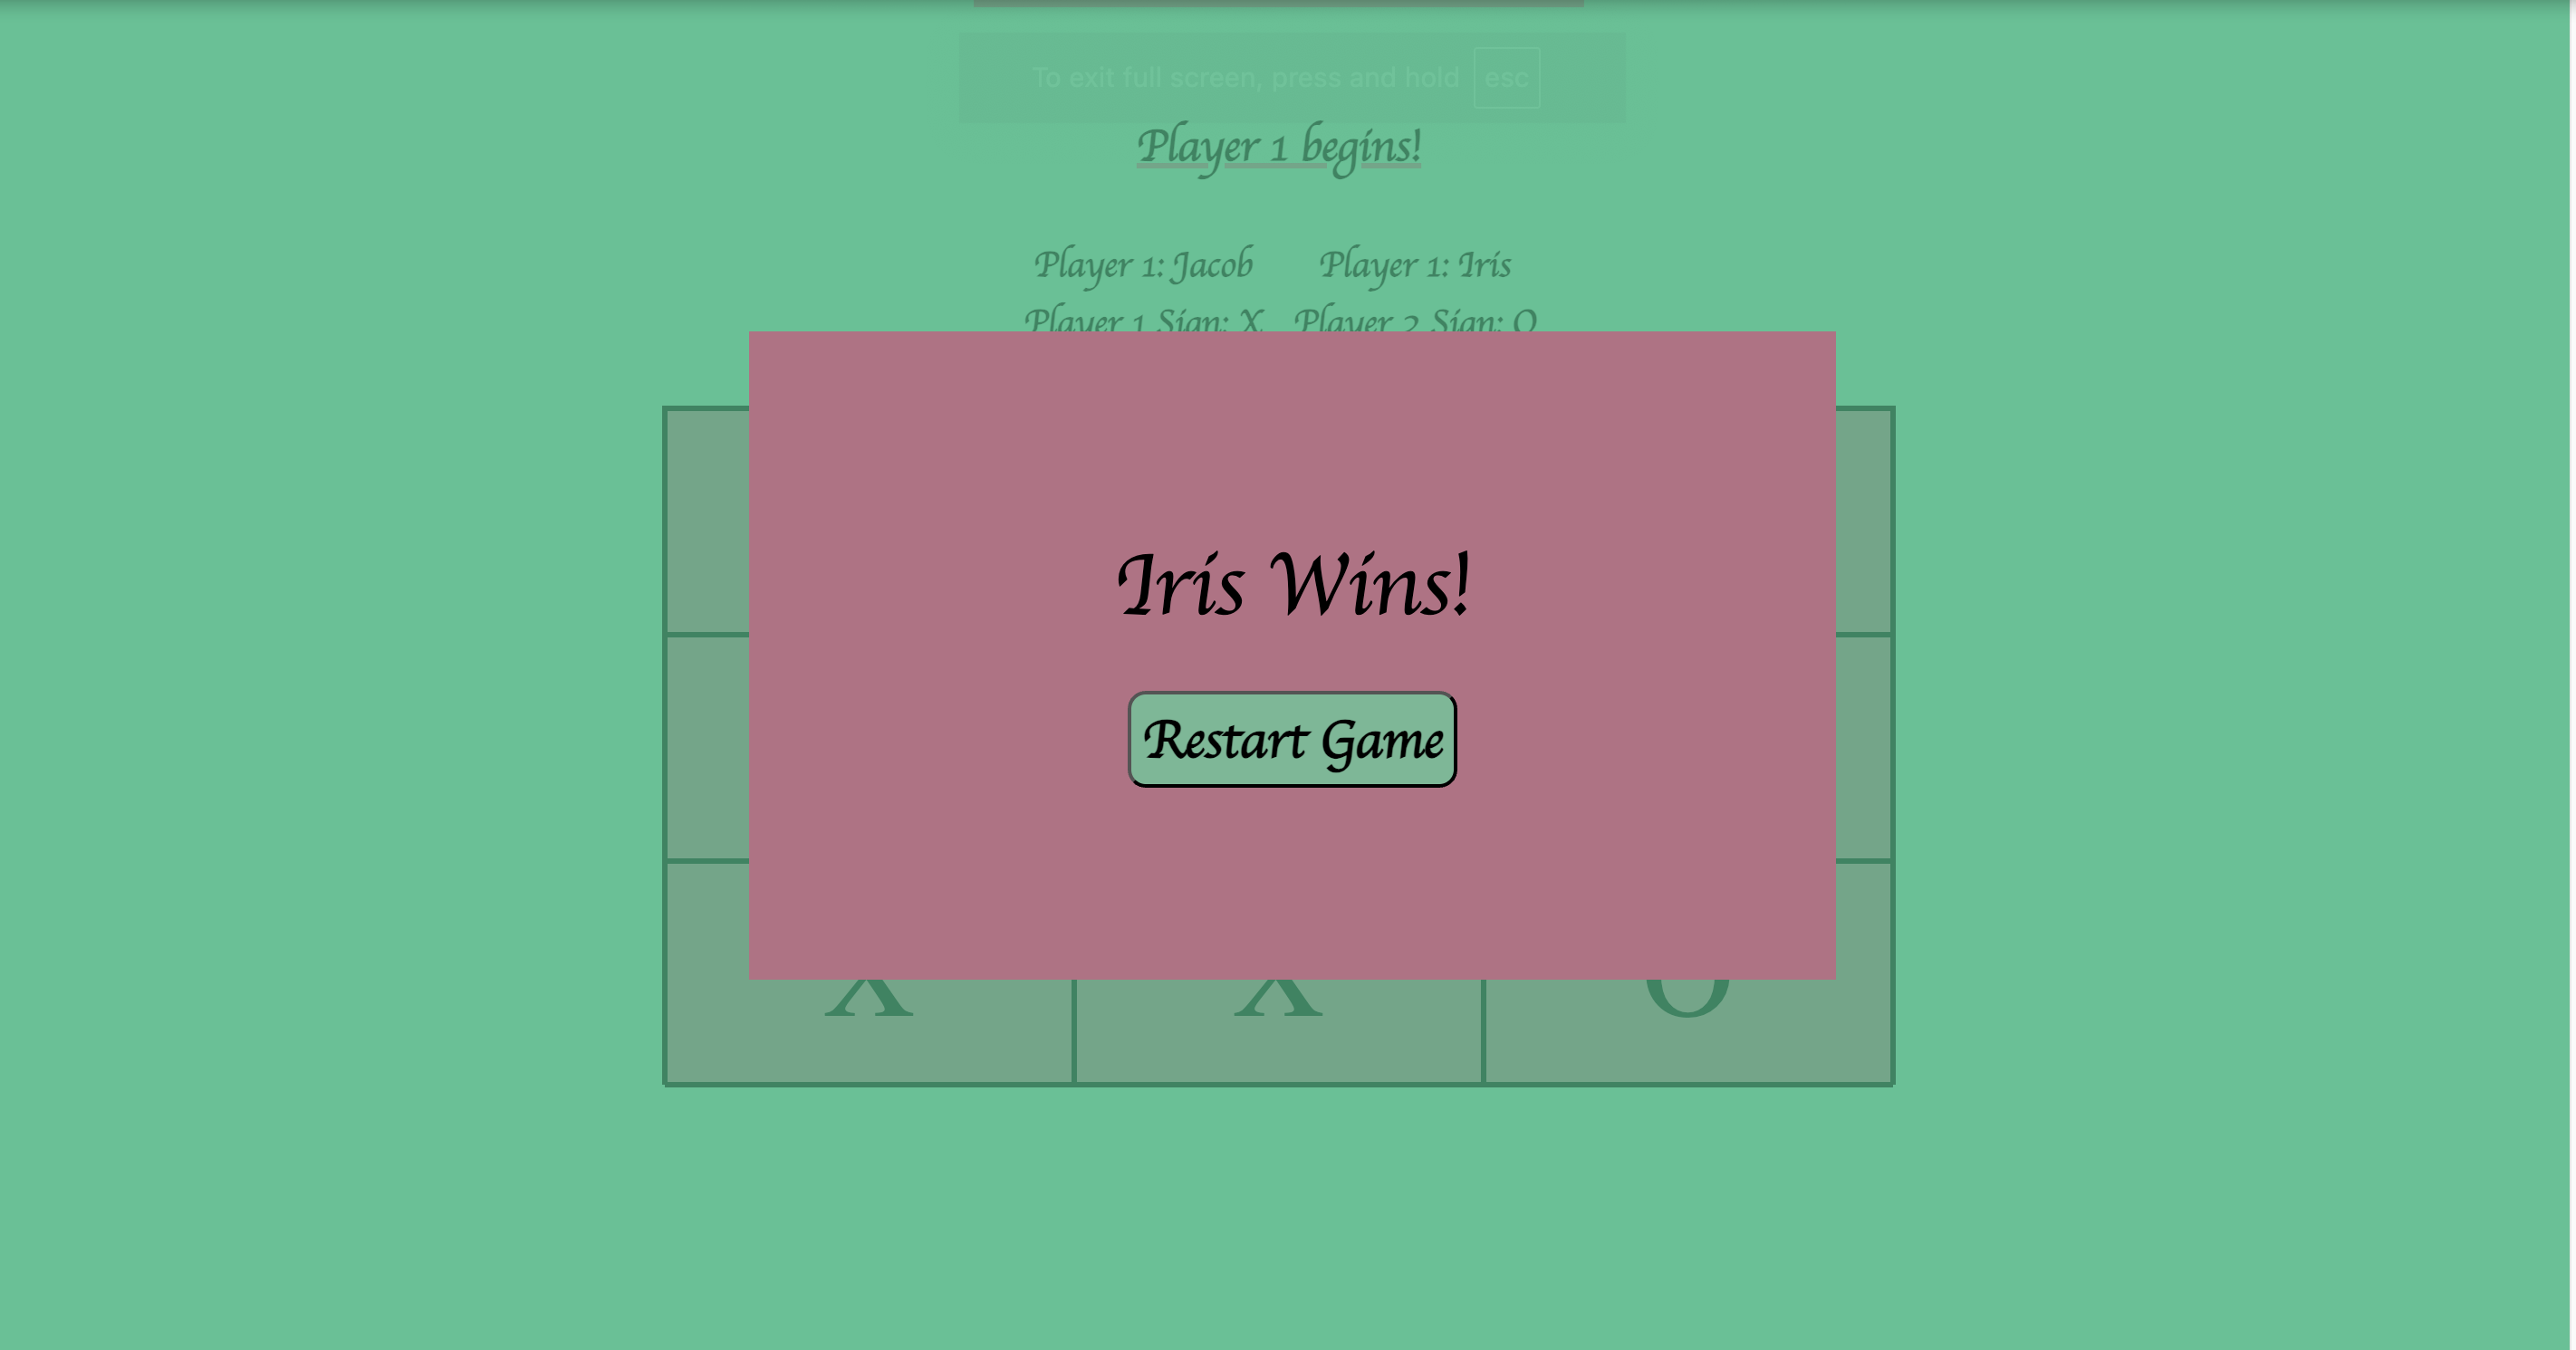 To exit full screen, press and hold esc
Player 1 begins!
Player 1: Jacob Player 1: Iris
Player 1 Sign: X Player 2 Sign: O
Iris Wins!
Restart Game
X X O